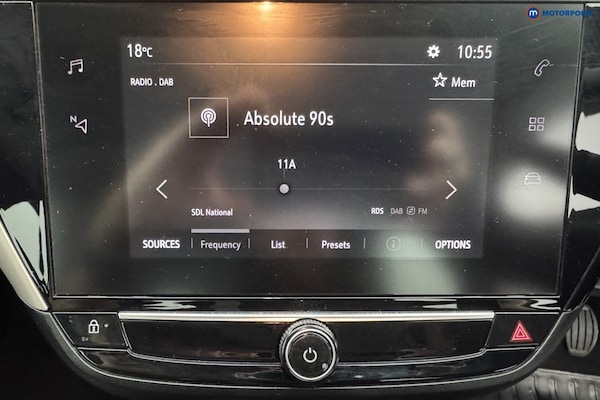 MOTORPOINT
18°C 10:55
RADIO . DAB Mem
Absolute 90s
11A
N
SDL National RDS DAB FM
SOURCES Frequency List Presets OPTIONS